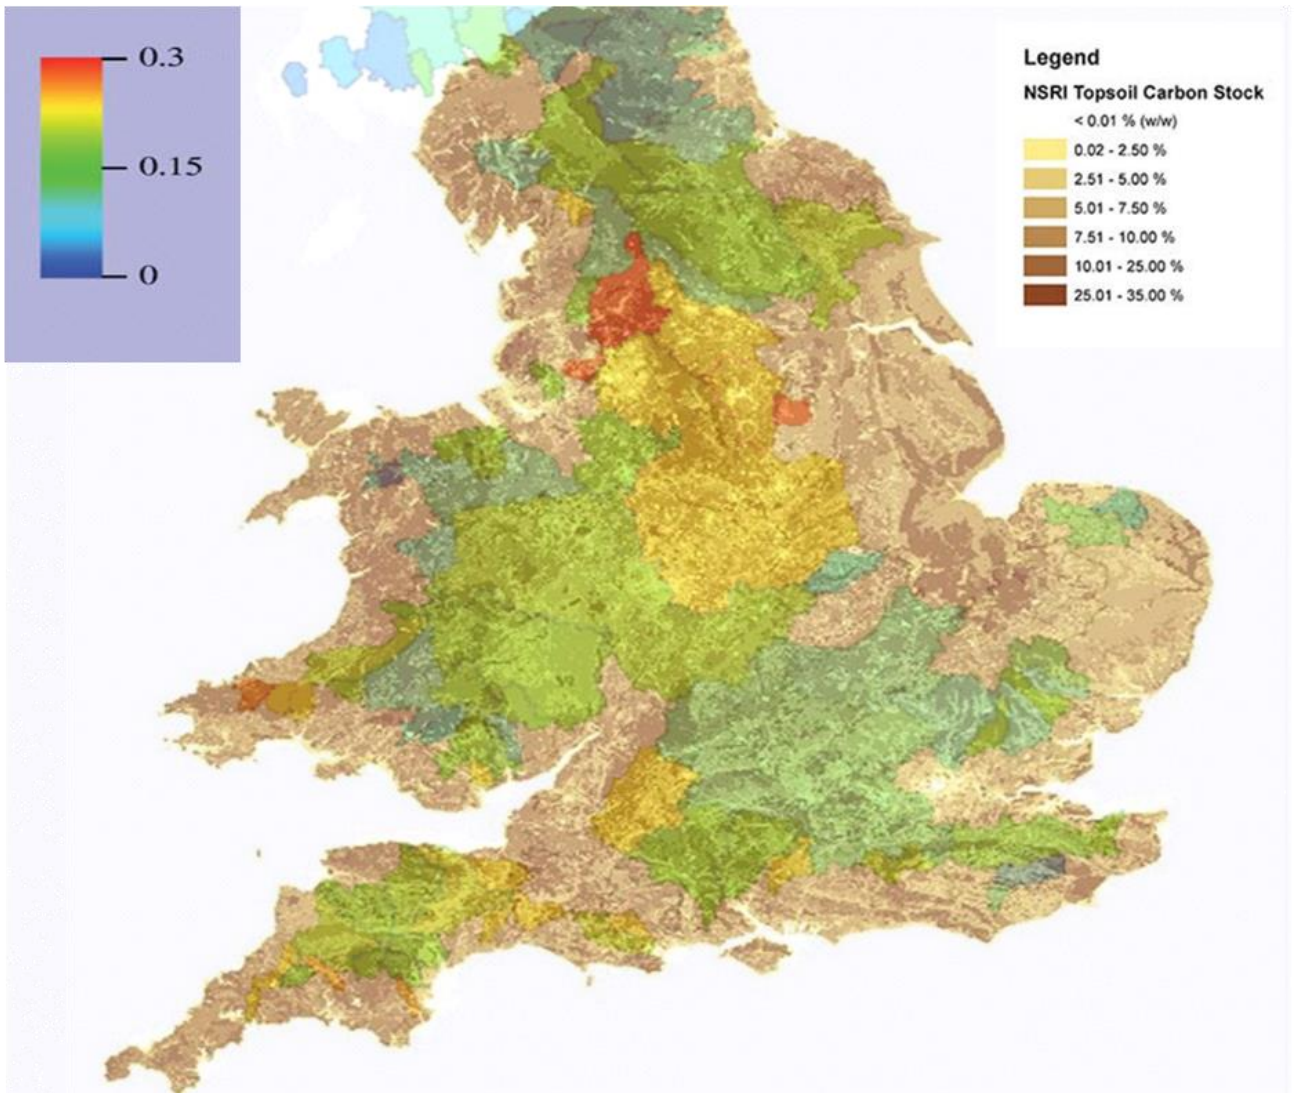 0.3
0.15
0
Legend
NSRI Topsoil Carbon Stock
< 0.01 % (w/w)
0.02 - 2.50 %
2.51 - 5.00 %
5.01 - 7.50 %
7.51 - 10.00 %
10.01 - 25.00 %
25.01 - 35.00 %